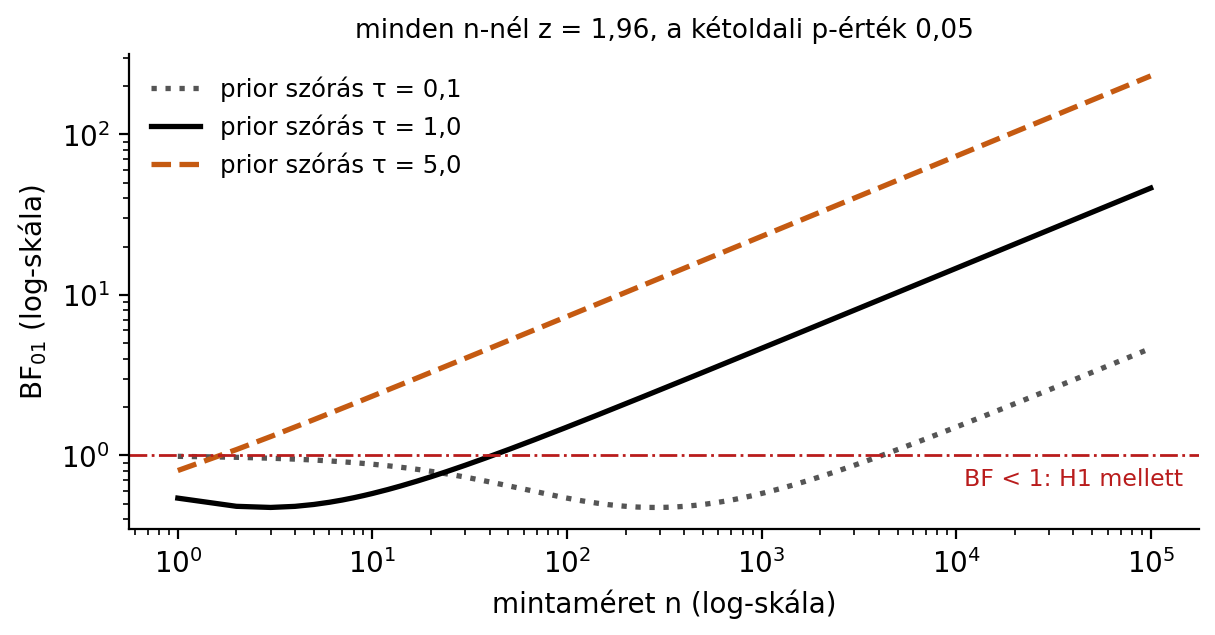 minden n-nél z = 1,96, a kétoldali p-érték 0,05
prior szórás τ = 0,1
prior szórás τ = 1,0
prior szórás τ = 5,0
BF₀₁ (log-skála)
10²
10¹
10⁰
BF < 1: H1 mellett
10⁰ 10¹ 10² 10³ 10⁴ 10⁵
mintaméret n (log-skála)